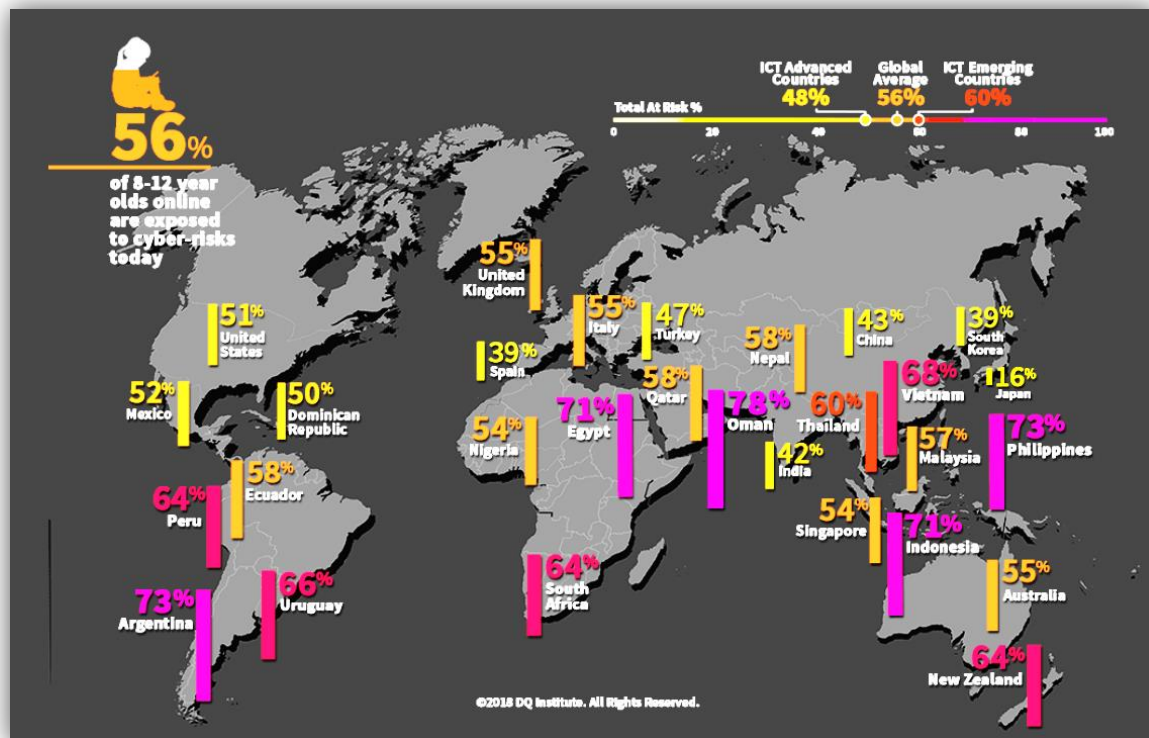 56%
of 8-12 year
olds online
are exposed
to cyber-risks
today
ICT Advanced
Countries
48%
Global
Average
56%
ICT Emerging
Countries
60%
Total At Risk %
0 20 40 60 80 100
55%
United
Kingdom
51%
United
States
55%
Italy
47%
Turkey
58%
Nepal
43%
China
39%
South
Korea
39%
Spain
52%
Mexico
50%
Dominican
Republic
58%
Qatar
68%
Vietnam
16%
Japan
54%
Nigeria
71%
Egypt
78%
Oman
60%
Thailand
57%
Malaysia
73%
Philippines
42%
India
58%
Ecuador
64%
Peru
54%
Singapore
71%
Indonesia
73%
Argentina
66%
Uruguay
64%
South
Africa
55%
Australia
64%
New Zealand
©2018 DQ Institute. All Rights Reserved.